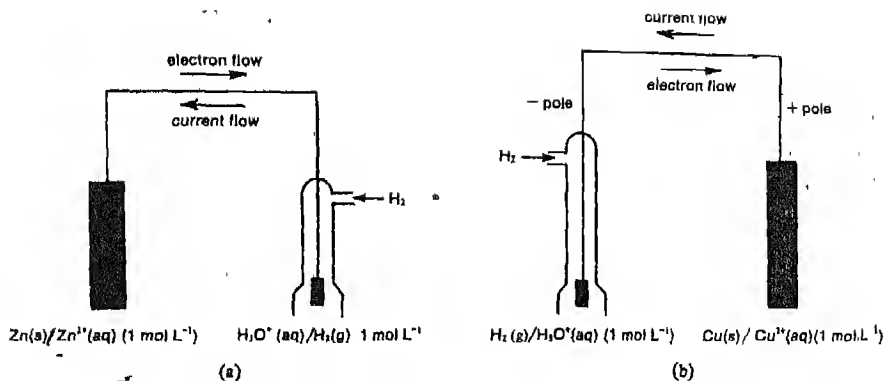 electron flow
current flow
H₂
Zn(s)/Zn²⁺(aq) (1 mol L⁻¹)
H₃O⁺ (aq)/H₂(g) 1 mol L⁻¹
(a)
current flow
electron flow
− pole
+ pole
H₂
H₂(g)/H₃O⁺(aq) (1 mol L⁻¹)
Cu(s)/Cu²⁺(aq)(1 mol.L⁻¹)
(b)